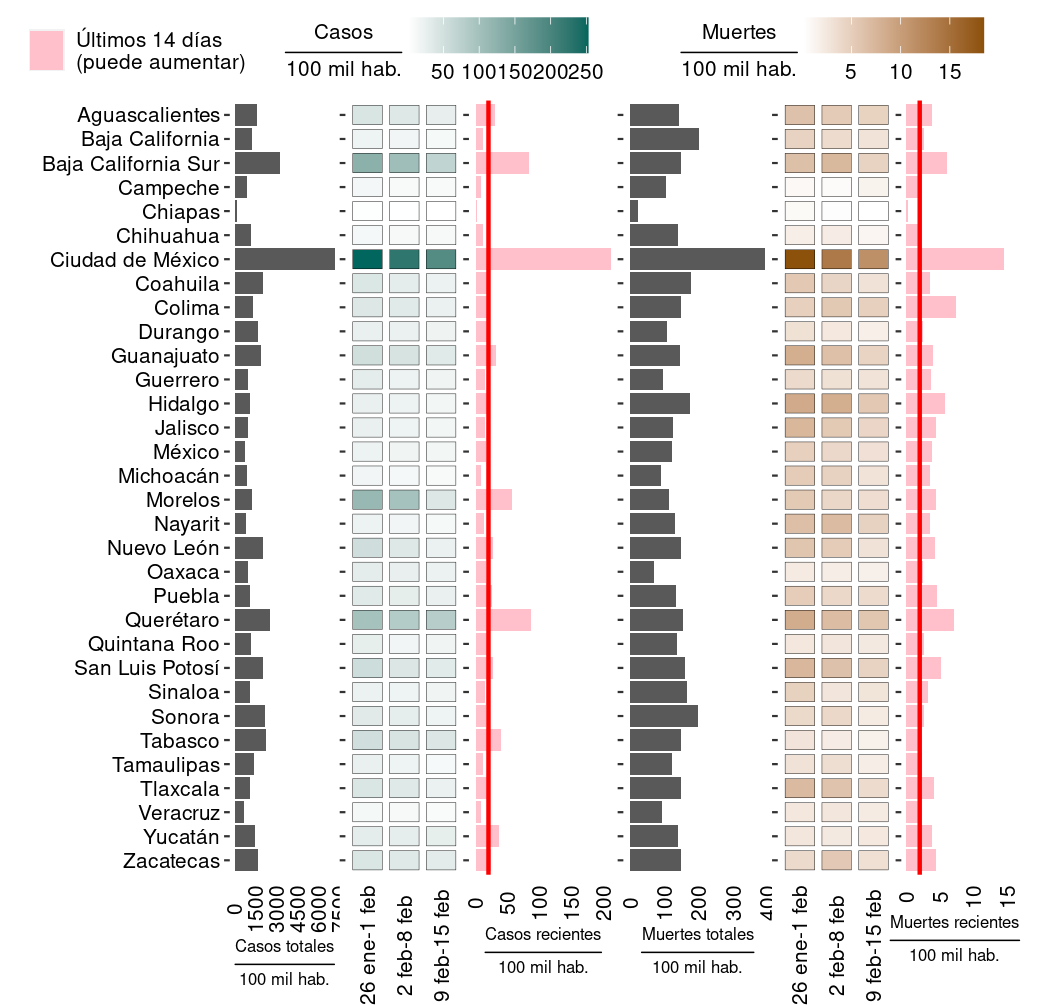 Últimos 14 días
(puede aumentar)
Casos
100 mil hab.
50 100 150 200 250
Muertes
100 mil hab.
5 10 15
Aguascalientes
Baja California
Baja California Sur
Campeche
Chiapas
Chihuahua
Ciudad de México
Coahuila
Colima
Durango
Guanajuato
Guerrero
Hidalgo
Jalisco
México
Michoacán
Morelos
Nayarit
Nuevo León
Oaxaca
Puebla
Querétaro
Quintana Roo
San Luis Potosí
Sinaloa
Sonora
Tabasco
Tamaulipas
Tlaxcala
Veracruz
Yucatán
Zacatecas
0 1500 3000 4500 6000 7500
Casos totales
100 mil hab.
26 ene-1 feb
2 feb-8 feb
9 feb-15 feb
0 50 100 150 200
Casos recientes
100 mil hab.
0 100 200 300 400
Muertes totales
100 mil hab.
26 ene-1 feb
2 feb-8 feb
9 feb-15 feb
0 5 10 15
Muertes recientes
100 mil hab.